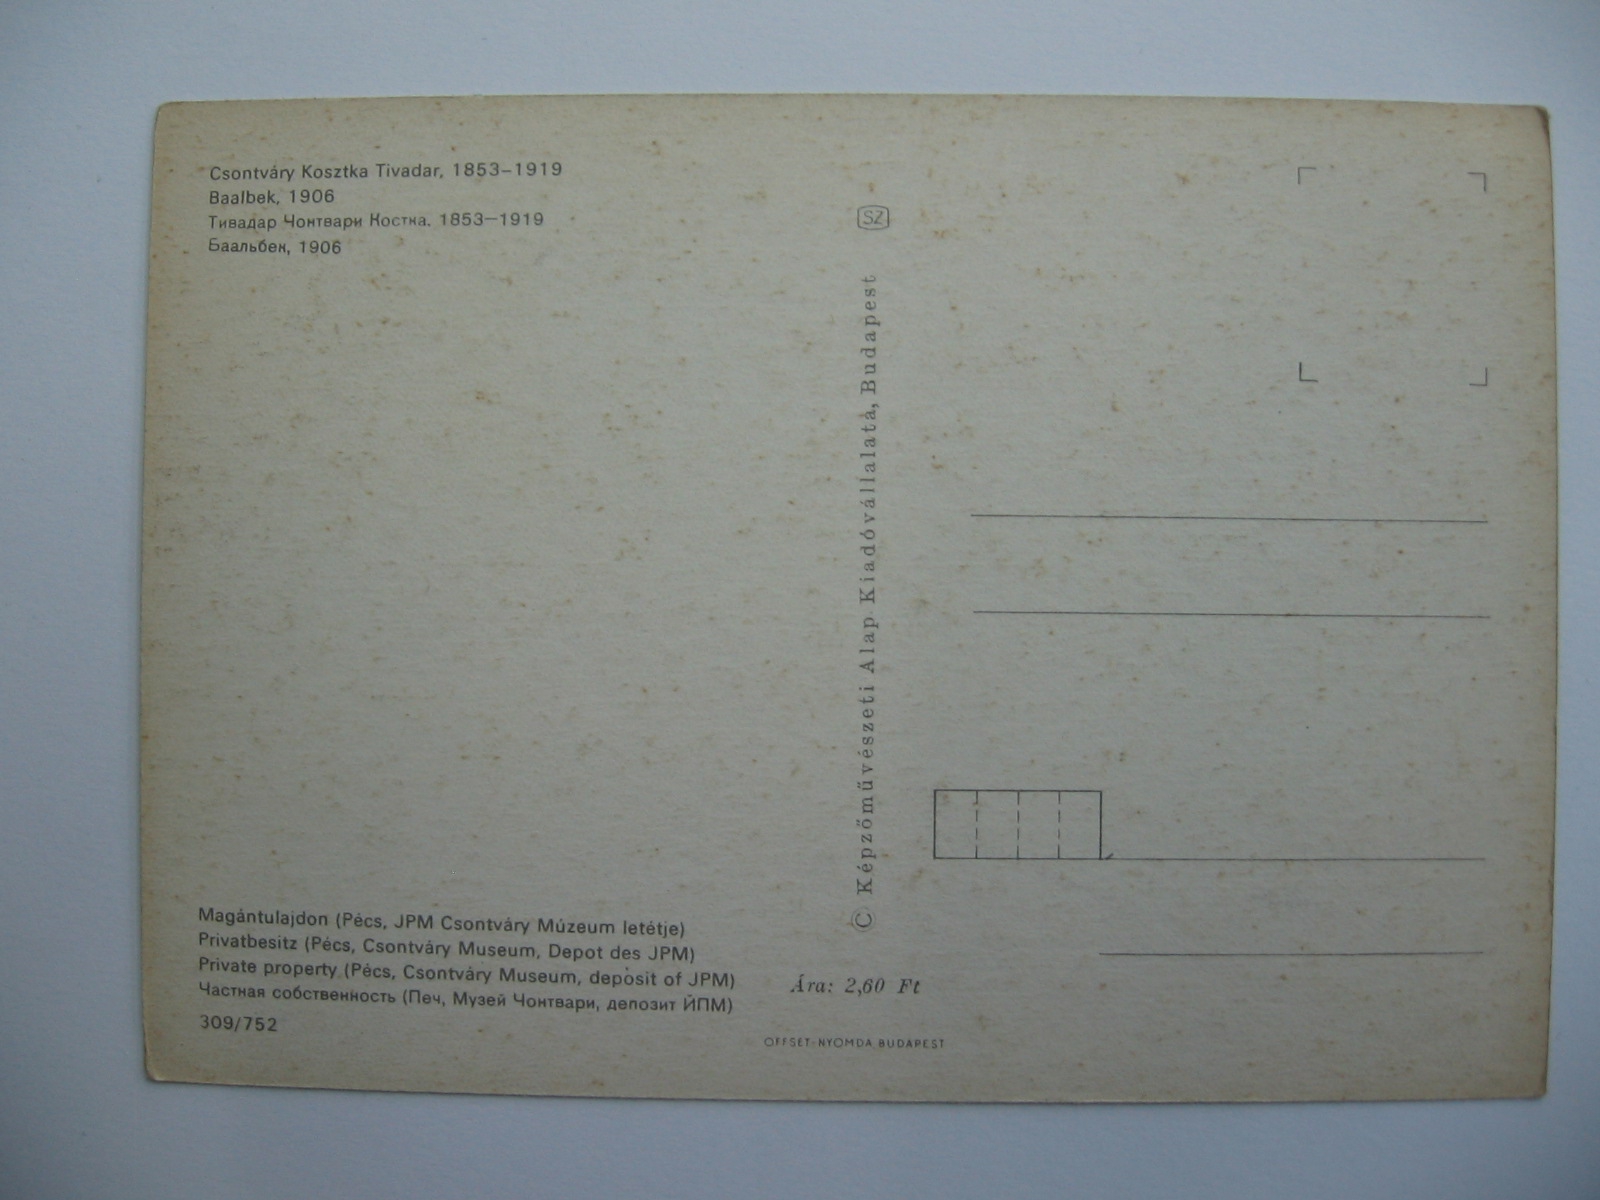 Csontváry Kosztka Tivadar, 1853–1919
Baalbek, 1906
Тивадар Чонтвари Костка. 1853–1919
Баальбек, 1906
SZ
© Képzőművészeti Alap Kiadóvállalata, Budapest
Magántulajdon (Pécs, JPM Csontváry Múzeum letétje)
Privatbesitz (Pécs, Csontváry Museum, Depot des JPM)
Private property (Pécs, Csontváry Museum, deposit of JPM)
Частная собственность (Печ, Музей Чонтвари, депозит ЙПМ)
309/752
Ára: 2,60 Ft
OFFSET-NYOMDA BUDAPEST